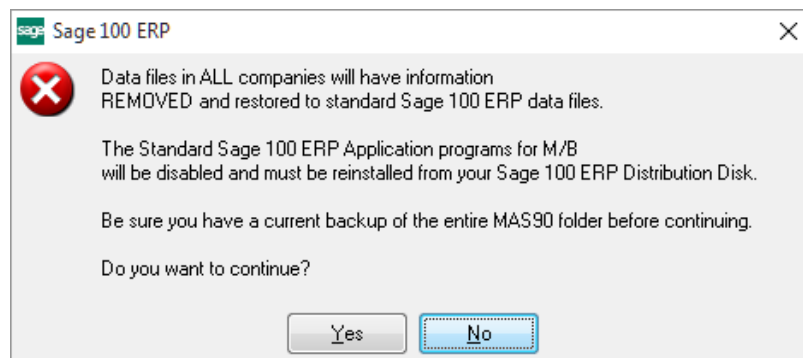 sage Sage 100 ERP
Data files in ALL companies will have information
REMOVED and restored to standard Sage 100 ERP data files.
The Standard Sage 100 ERP Application programs for M/B
will be disabled and must be reinstalled from your Sage 100 ERP Distribution Disk.
Be sure you have a current backup of the entire MAS90 folder before continuing.
Do you want to continue?
Yes No